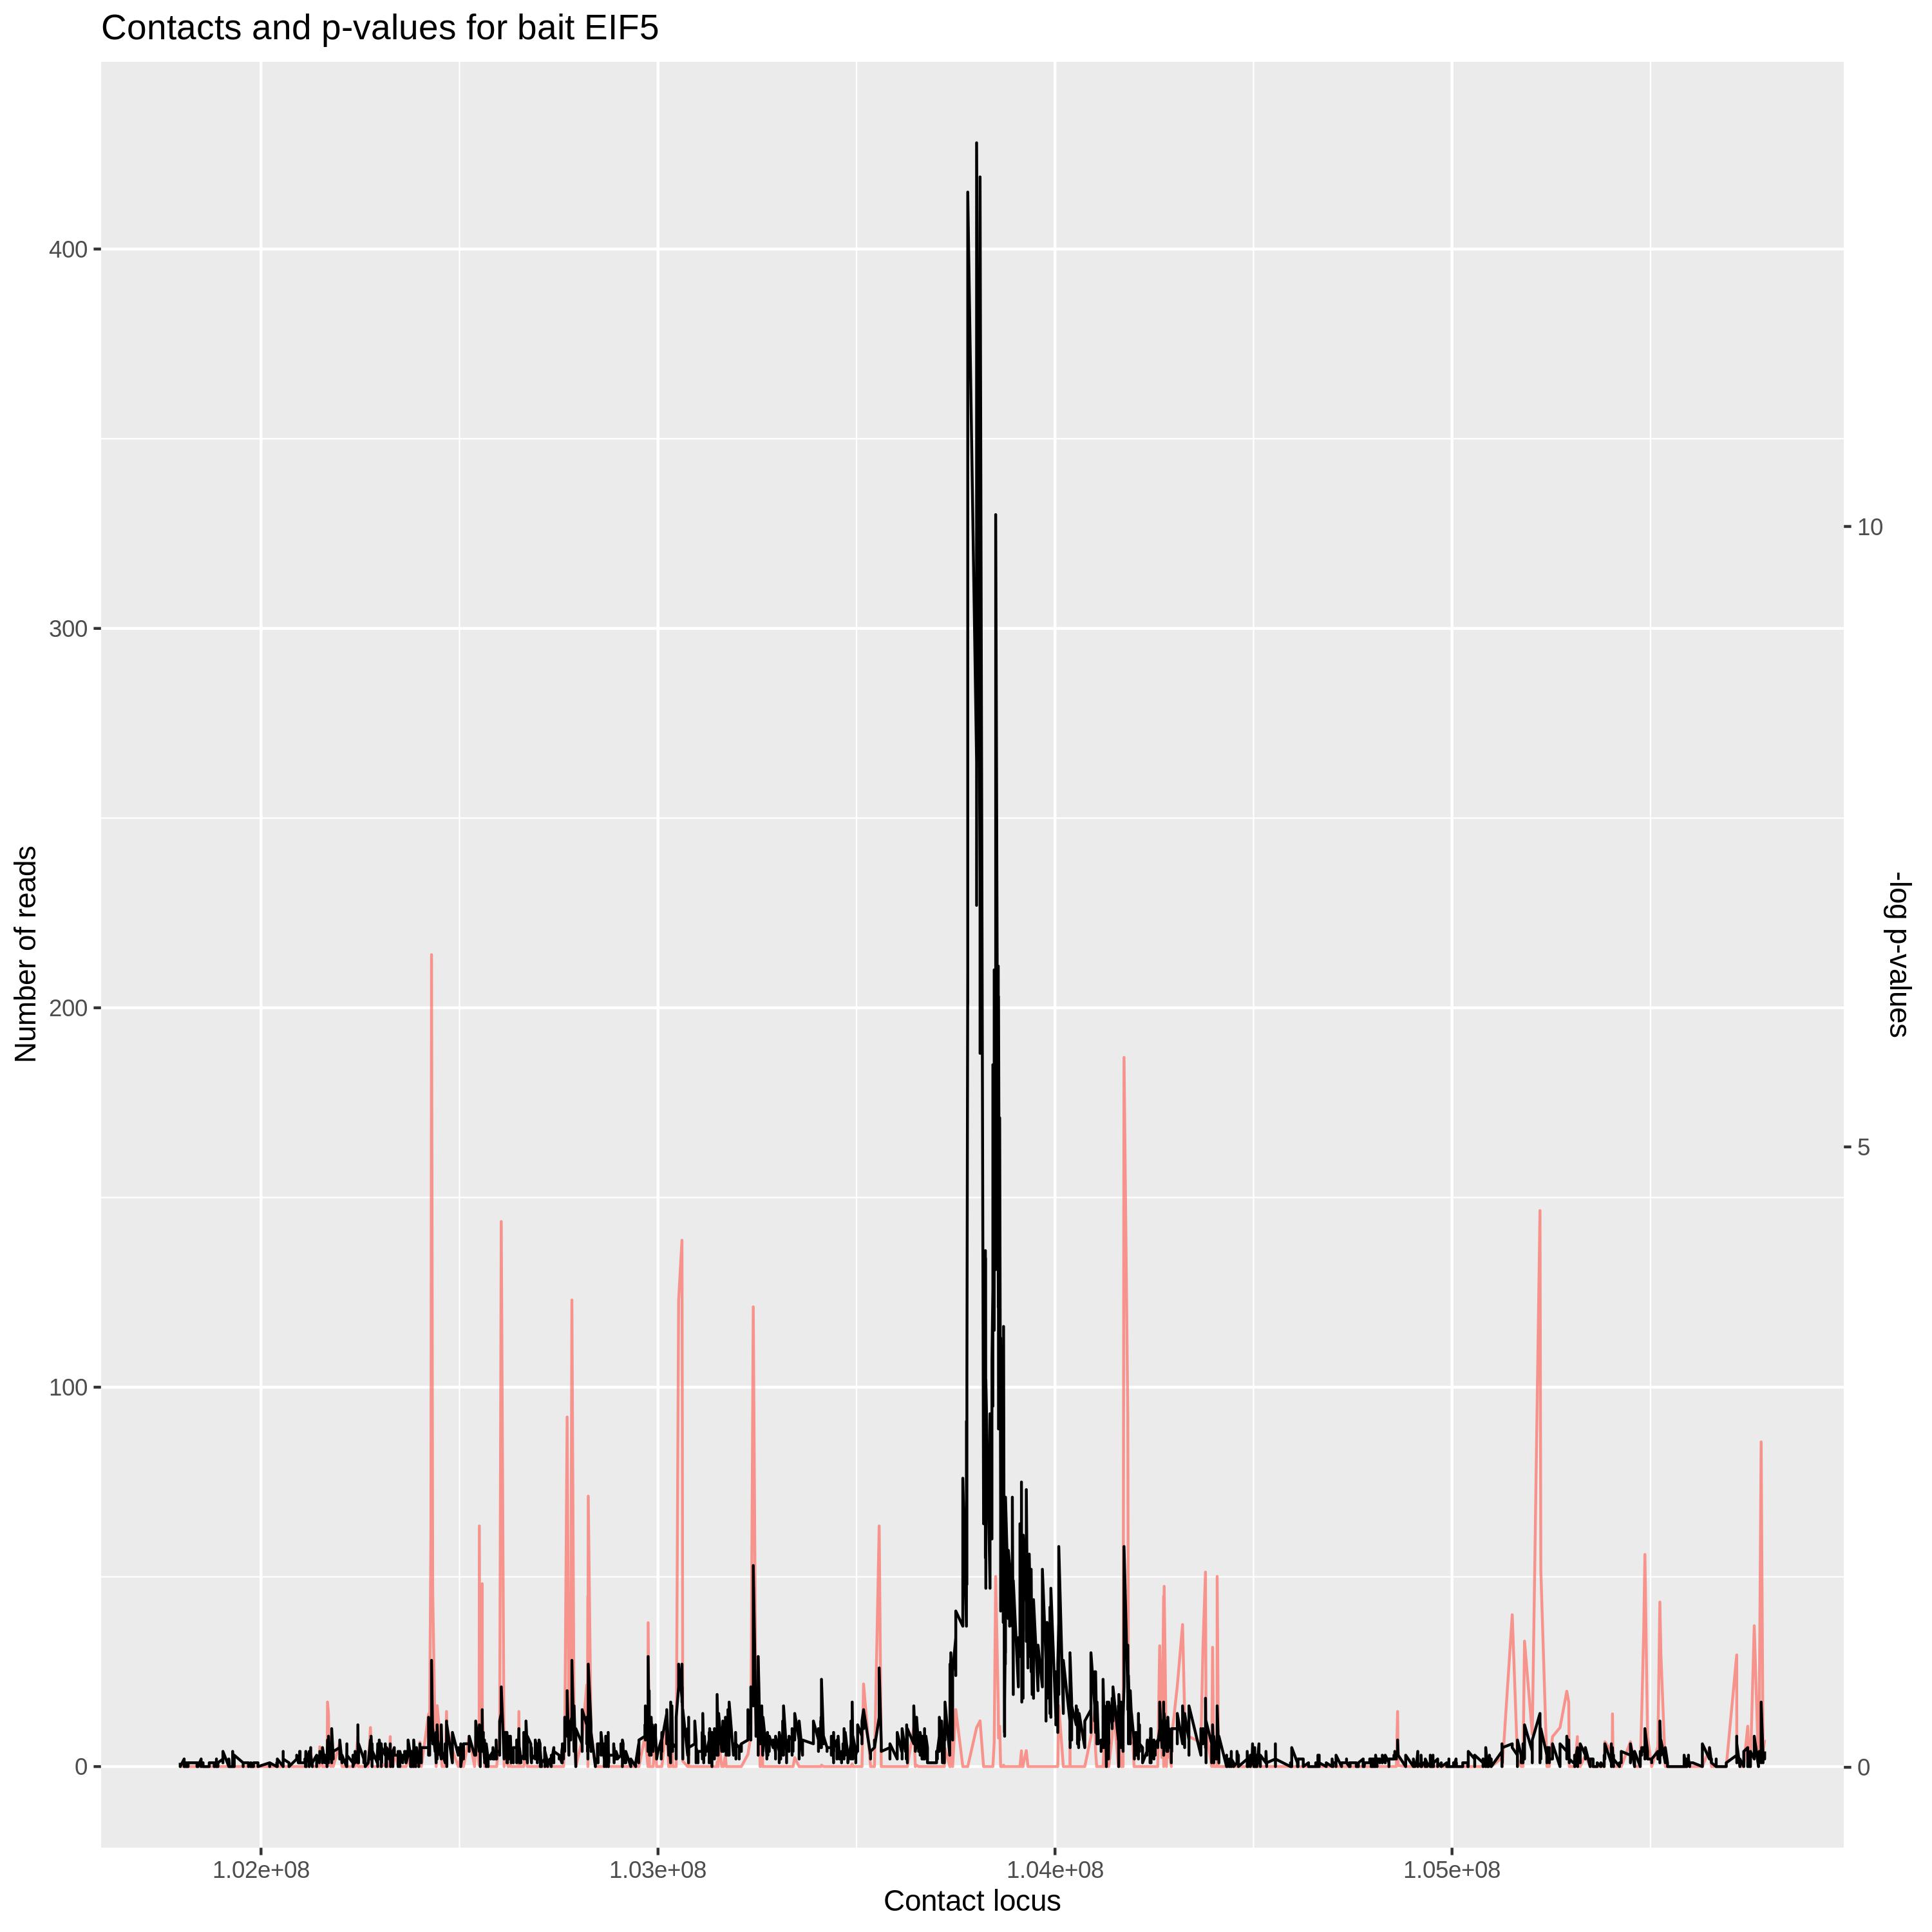 Contacts and p-values for bait EIF5
400
300
200
100
0
Number of reads
10
5
0
-log p-values
1.02e+08
1.03e+08
1.04e+08
1.05e+08
Contact locus